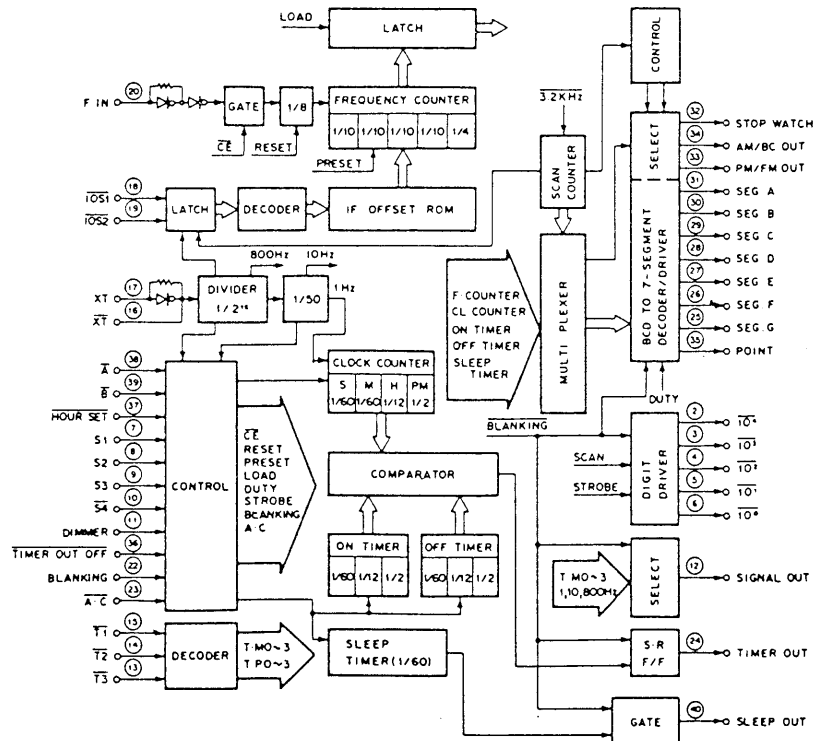 LOAD
LATCH
CONTROL
F IN
20
GATE
1/8
FREQUENCY COUNTER
1/10 1/10 1/10 1/10 1/4
CE
RESET
PRESET
3.2KHz
SCAN COUNTER
SELECT
32
STOP WATCH
34
AM/BC OUT
33
PM/FM OUT
IOS1
18
IOS2
19
LATCH
DECODER
IF OFFSET ROM
BCD TO 7-SEGMENT
DECODER/DRIVER
31
SEG A
30
SEG B
29
SEG C
28
SEG D
27
SEG E
26
SEG F
25
SEG.G
35
POINT
800Hz
10Hz
1 Hz
XT
17
XT
16
DIVIDER
1/2¹⁶
1/50
F·COUNTER
CL COUNTER
ON TIMER
OFF TIMER
SLEEP
TIMER
MULTI PLEXER
CLOCK COUNTER
S M H PM
1/60 1/60 1/12 1/2
DUTY
BLANKING
A
38
B
39
HOUR SET
37
S1
7
S2
8
S3
9
S4
10
DIMMER
11
TIMER OUT OFF
36
BLANKING
22
A·C
23
CONTROL
CE
RESET
PRESET
LOAD
DUTY
STROBE
BLANKING
A·C
COMPARATOR
SCAN
STROBE
DIGIT DRIVER
2
10⁴
3
10³
4
10²
5
10¹
6
10⁰
ON TIMER
1/60 1/12 1/2
OFF TIMER
1/60 1/12 1/2
T·M0~3
1,10,800Hz
SELECT
12
SIGNAL OUT
T1
15
T2
14
T3
13
DECODER
T·M0~3
T P0~3
SLEEP
TIMER(1/60)
S·R
F/F
24
TIMER OUT
GATE
40
SLEEP OUT